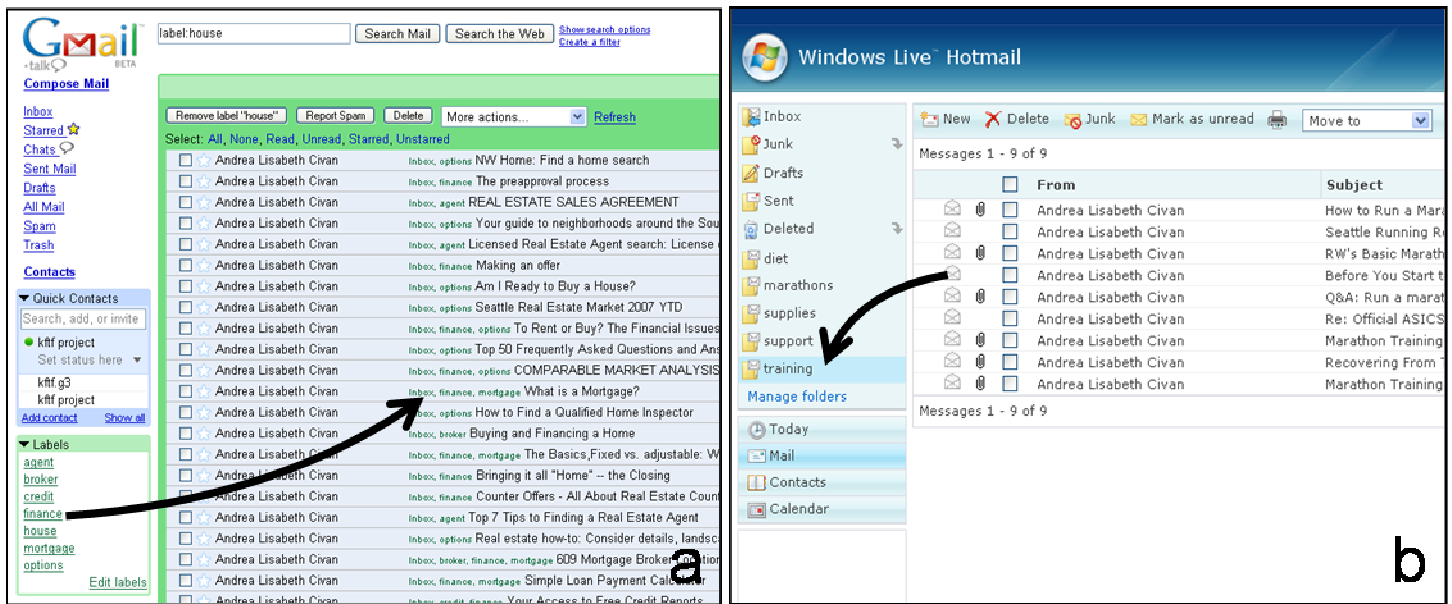 Gmail™
talk BETA
label:house Search Mail Search the Web Show search options
Create a filter
Compose Mail
Inbox
Starred
Chats
Sent Mail
Drafts
All Mail
Spam
Trash
Contacts
Quick Contacts
Search, add, or invite
kftf project
Set status here
kftf.g3
kftf project
Add contact Show all
Labels
agent
broker
credit
finance
house
mortgage
options
Edit labels
Remove label "house" Report Spam Delete More actions... Refresh
Select: All, None, Read, Unread, Starred, Unstarred
Andrea Lisabeth Civan Inbox, options NW Home: Find a home search
Andrea Lisabeth Civan Inbox, finance The preapproval process
Andrea Lisabeth Civan Inbox, agent REAL ESTATE SALES AGREEMENT
Andrea Lisabeth Civan Inbox, options Your guide to neighborhoods around the Sou
Andrea Lisabeth Civan Inbox, agent Licensed Real Estate Agent search: License
Andrea Lisabeth Civan Inbox, finance Making an offer
Andrea Lisabeth Civan Inbox, options Am I Ready to Buy a House?
Andrea Lisabeth Civan Inbox, options Seattle Real Estate Market 2007 YTD
Andrea Lisabeth Civan Inbox, finance, options To Rent or Buy? The Financial Issues
Andrea Lisabeth Civan Inbox, options Top 50 Frequently Asked Questions and Ans
Andrea Lisabeth Civan Inbox, finance, options COMPARABLE MARKET ANALYSIS
Andrea Lisabeth Civan Inbox, finance, mortgage What is a Mortgage?
Andrea Lisabeth Civan Inbox, options How to Find a Qualified Home Inspector
Andrea Lisabeth Civan Inbox, broker Buying and Financing a Home
Andrea Lisabeth Civan Inbox, finance, mortgage The Basics,Fixed vs. adjustable: W
Andrea Lisabeth Civan Inbox, finance Bringing it all "Home" -- the Closing
Andrea Lisabeth Civan Inbox, finance Counter Offers - All About Real Estate Count
Andrea Lisabeth Civan Inbox, agent Top 7 Tips to Finding a Real Estate Agent
Andrea Lisabeth Civan Inbox, options Real estate how-to: Consider details, landsc
Andrea Lisabeth Civan Inbox, broker, finance, mortgage 609 Mortgage Broker
Andrea Lisabeth Civan Inbox, finance, mortgage Simple Loan Payment
Andrea Lisabeth Civan Inbox, credit, finance Your Access to Free Credit Reports
a
Windows Live™ Hotmail
Inbox
Junk
Drafts
Sent
Deleted
diet
marathons
supplies
support
training
Manage folders
Today
Mail
Contacts
Calendar
New Delete Junk Mark as unread Move to
Messages 1 - 9 of 9
From Subject
Andrea Lisabeth Civan How to Run a Mara
Andrea Lisabeth Civan Seattle Running R
Andrea Lisabeth Civan RW's Basic Marath
Andrea Lisabeth Civan Before You Start t
Andrea Lisabeth Civan Q&A: Run a marat
Andrea Lisabeth Civan Re: Official ASICS
Andrea Lisabeth Civan Marathon Training
Andrea Lisabeth Civan Recovering From T
Andrea Lisabeth Civan Marathon Training
Messages 1 - 9 of 9
b